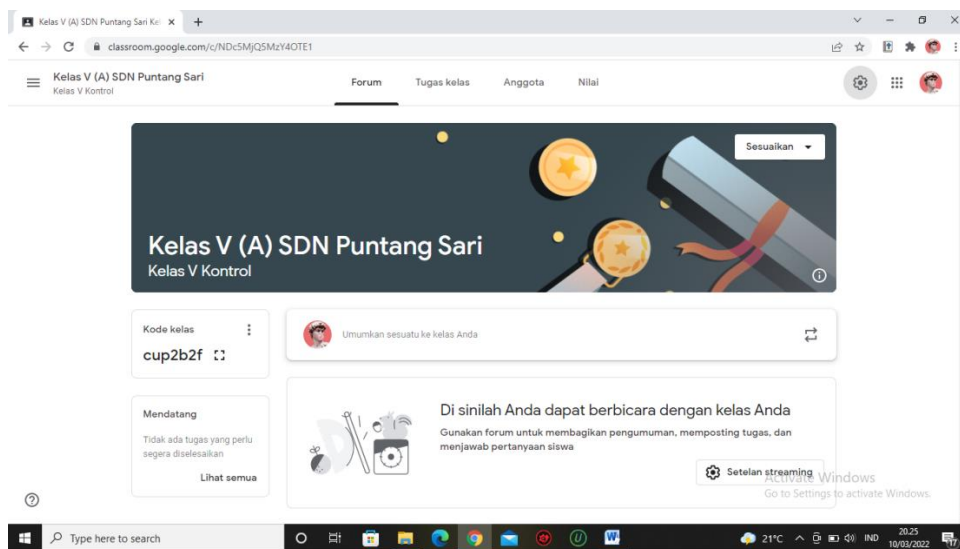 Kelas V (A) SDN Puntang Sari Kel
classroom.google.com/c/NDc5MjQ5MzY4OTE1
Kelas V (A) SDN Puntang Sari
Kelas V Kontrol
Forum
Tugas kelas
Anggota
Nilai
Sesuaikan
Kelas V (A) SDN Puntang Sari
Kelas V Kontrol
Kode kelas
cup2b2f
Umumkan sesuatu ke kelas Anda
Mendatang
Tidak ada tugas yang perlu
segera diselesaikan
Lihat semua
Di sinilah Anda dapat berbicara dengan kelas Anda
Gunakan forum untuk membagikan pengumuman, memposting tugas, dan
menjawab pertanyaan siswa
Setelan streaming
Activate Windows
Go to Settings to activate Windows.
Type here to search
21°C
IND
20.25
10/03/2022
17